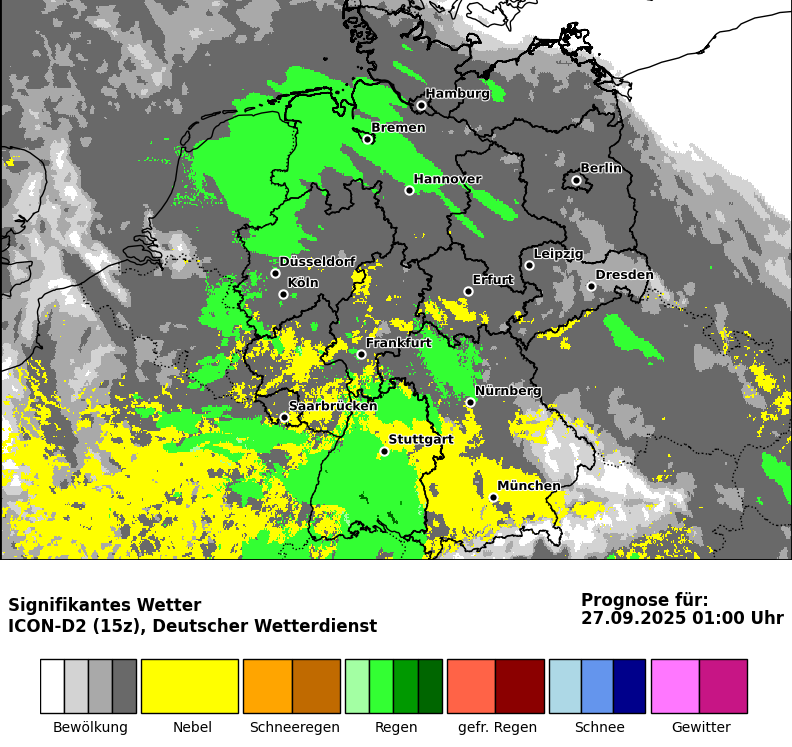 Hamburg
Bremen
Berlin
Hannover
Leipzig
Düsseldorf
Dresden
Erfurt
Köln
Frankfurt
Nürnberg
Saarbrücken
Stuttgart
München
Signifikantes Wetter
ICON-D2 (15z), Deutscher Wetterdienst
Prognose für:
27.09.2025 01:00 Uhr
Bewölkung Nebel Schneeregen Regen gefr. Regen Schnee Gewitter